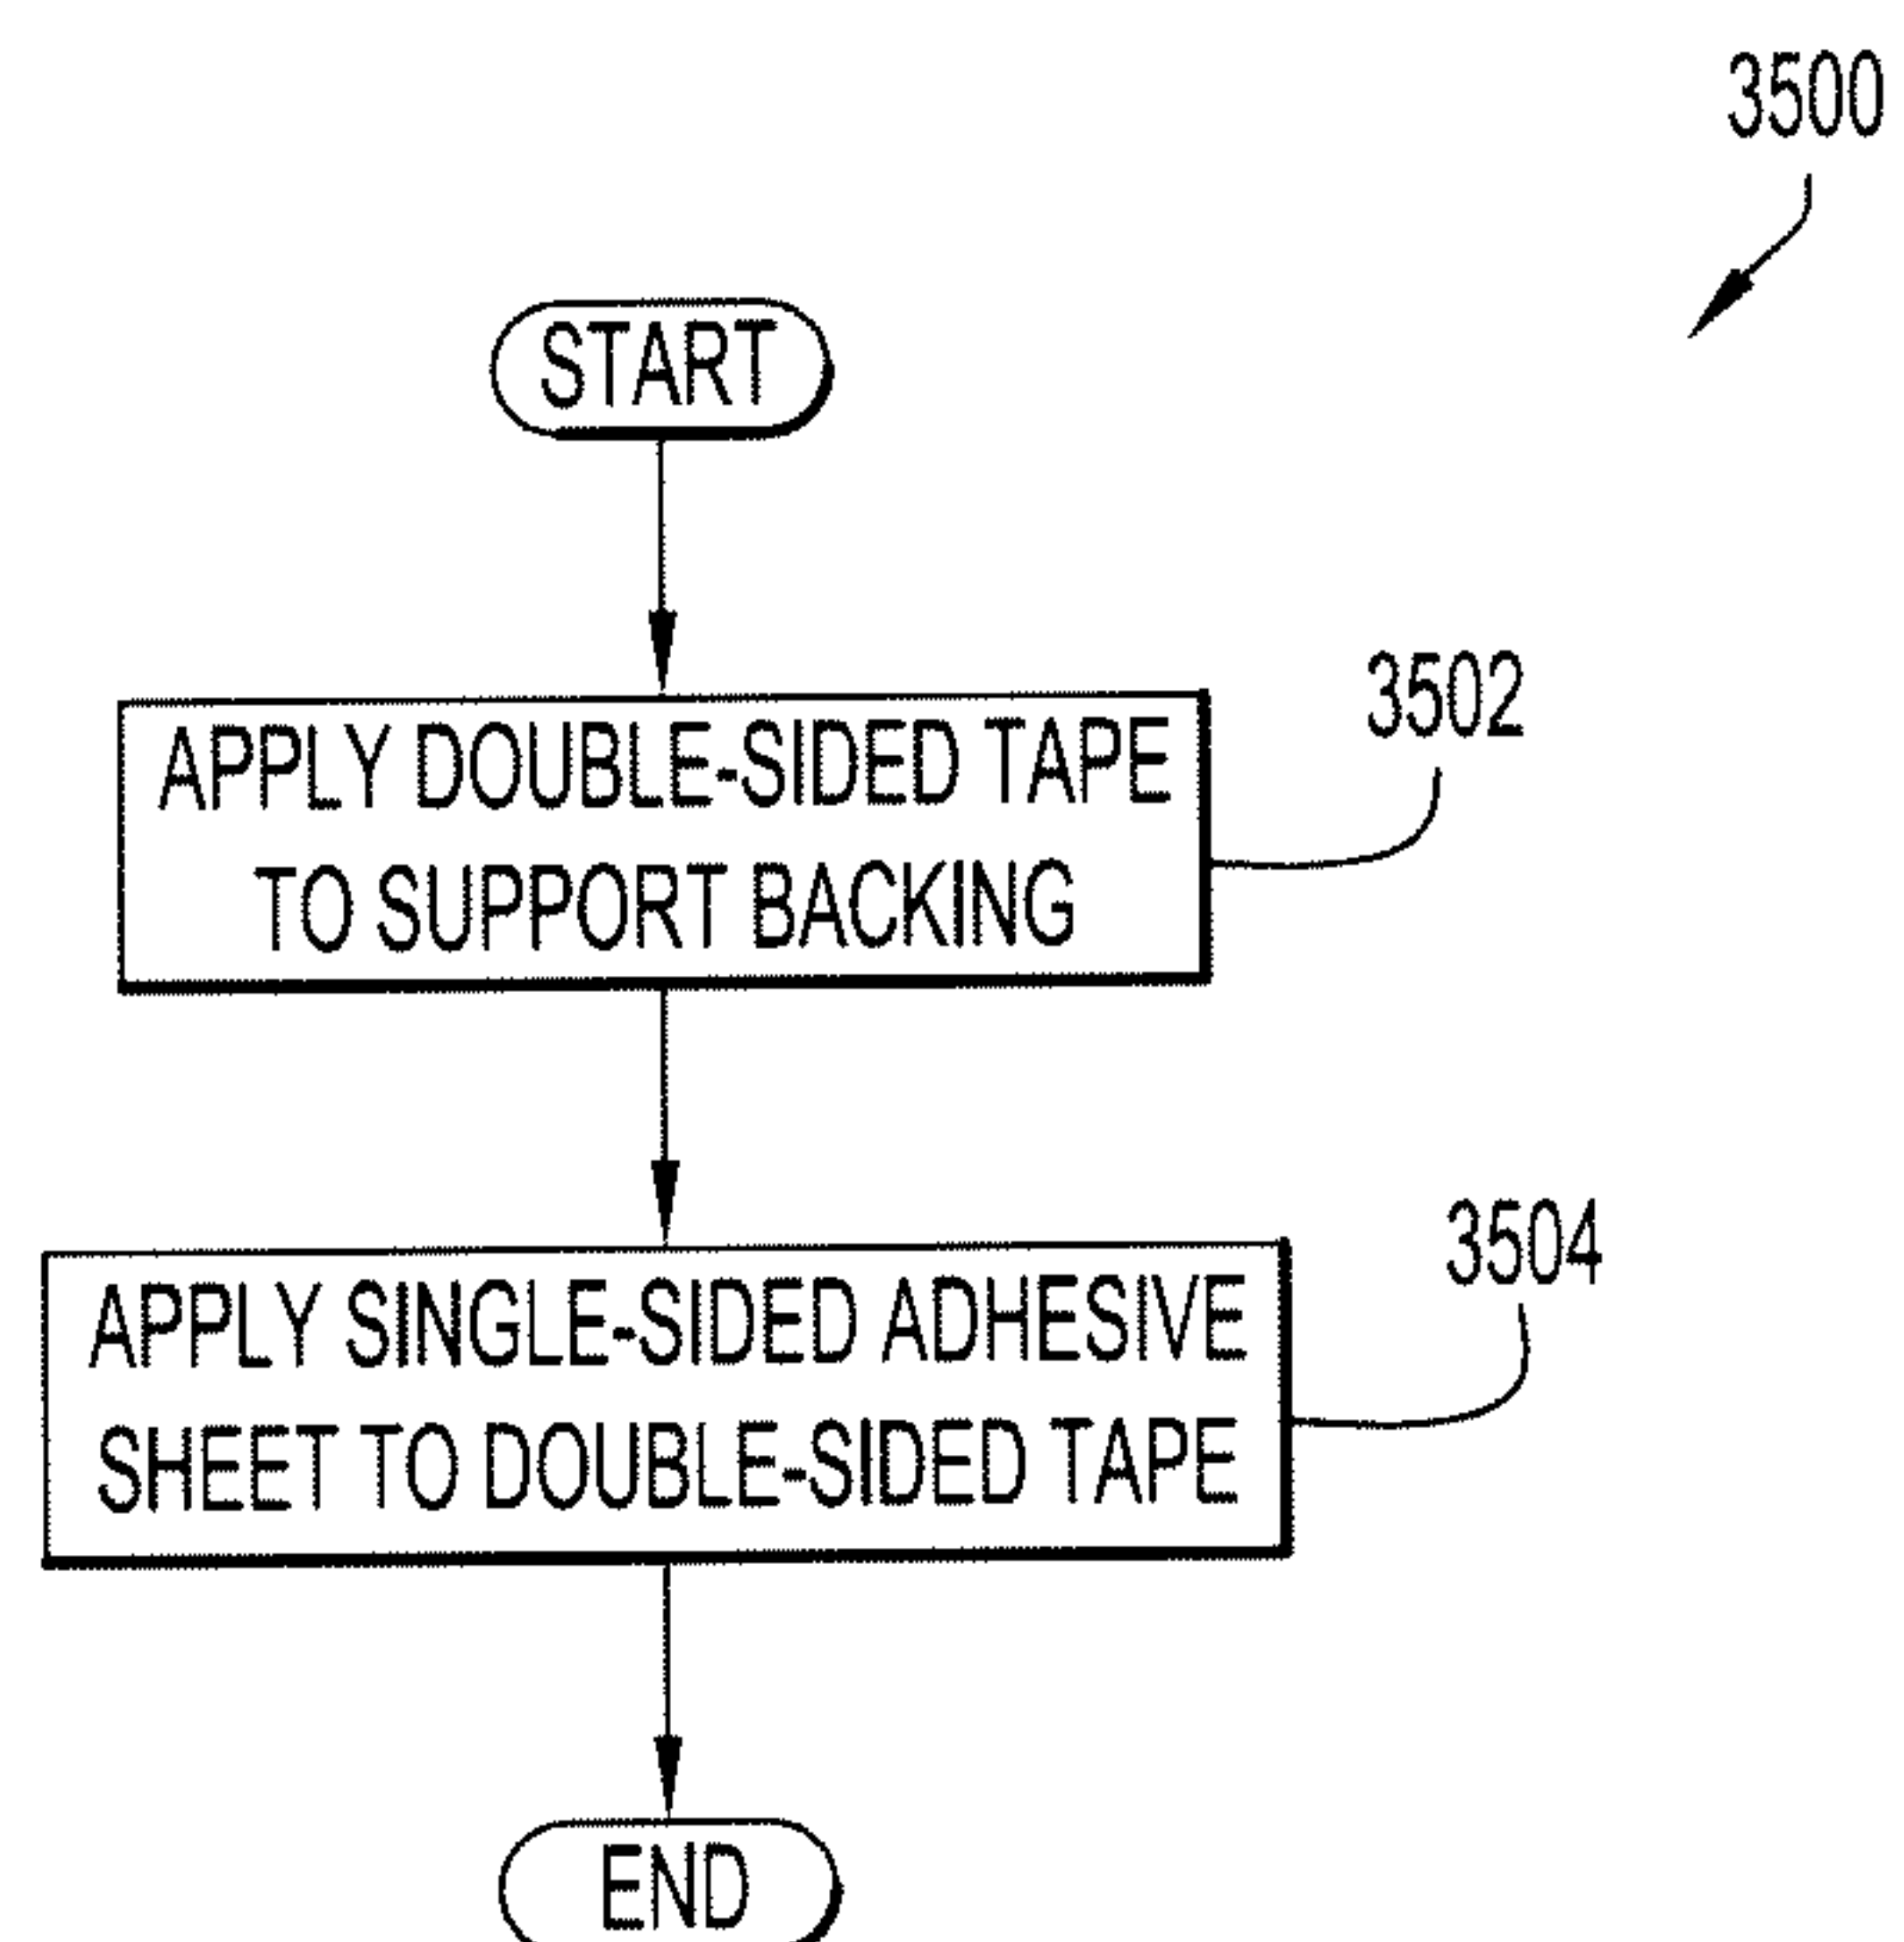 3500
START
APPLY DOUBLE-SIDED TAPE
TO SUPPORT BACKING
3502
APPLY SINGLE-SIDED ADHESIVE
SHEET TO DOUBLE-SIDED TAPE
3504
END